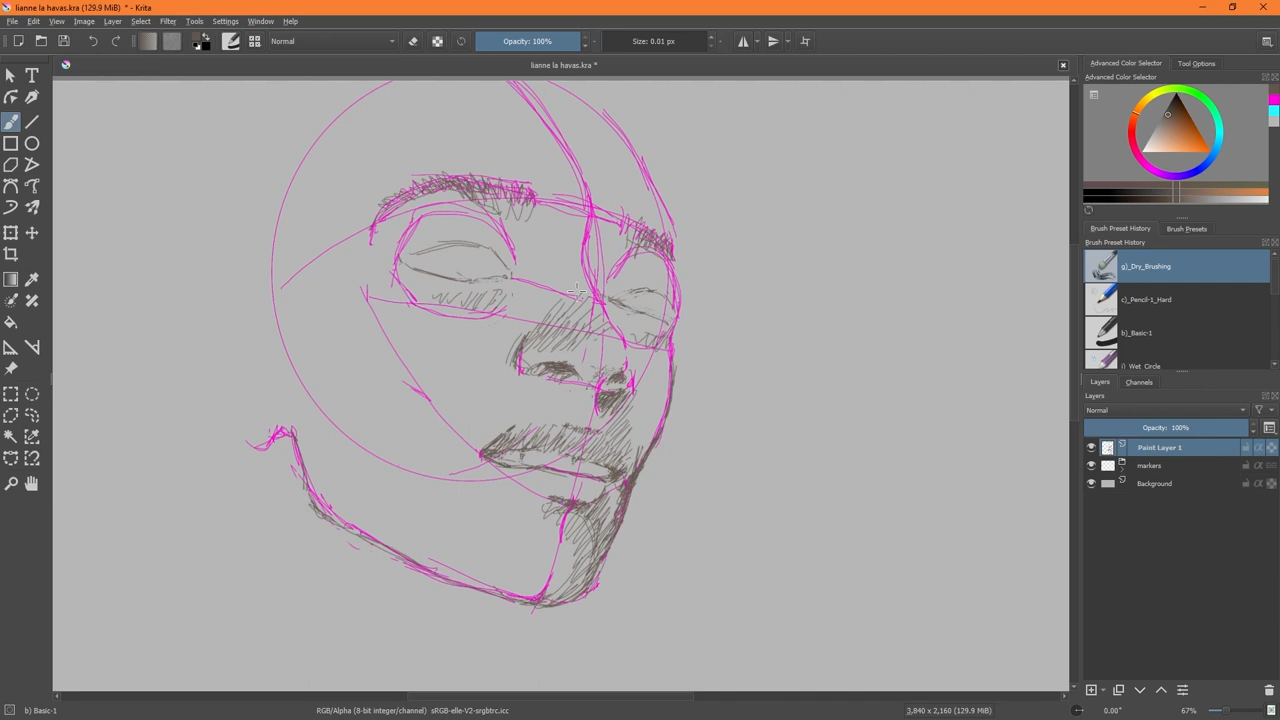 lianne la havas.kra (129.9 MiB) * - Krita
File Edit View Image Layer Select Filter Tools Settings Window Help
Normal Opacity: 100% Size: 0.01 px
lianne la havas.kra *
Advanced Color Selector Tool Options
Advanced Color Selector
Brush Preset History Brush Presets
Brush Preset History
g)_Dry_Brushing
c)_Pencil-1_Hard
b)_Basic-1
i)_Wet_Circle
Layers Channels
Layers
Normal
Opacity: 100%
Paint Layer 1
markers
Background
b) Basic-1 RGB/Alpha (8-bit integer/channel) sRGB-elle-V2-srgbtrc.icc 3,840 x 2,160 (129.9 MiB) 0.00° 67%